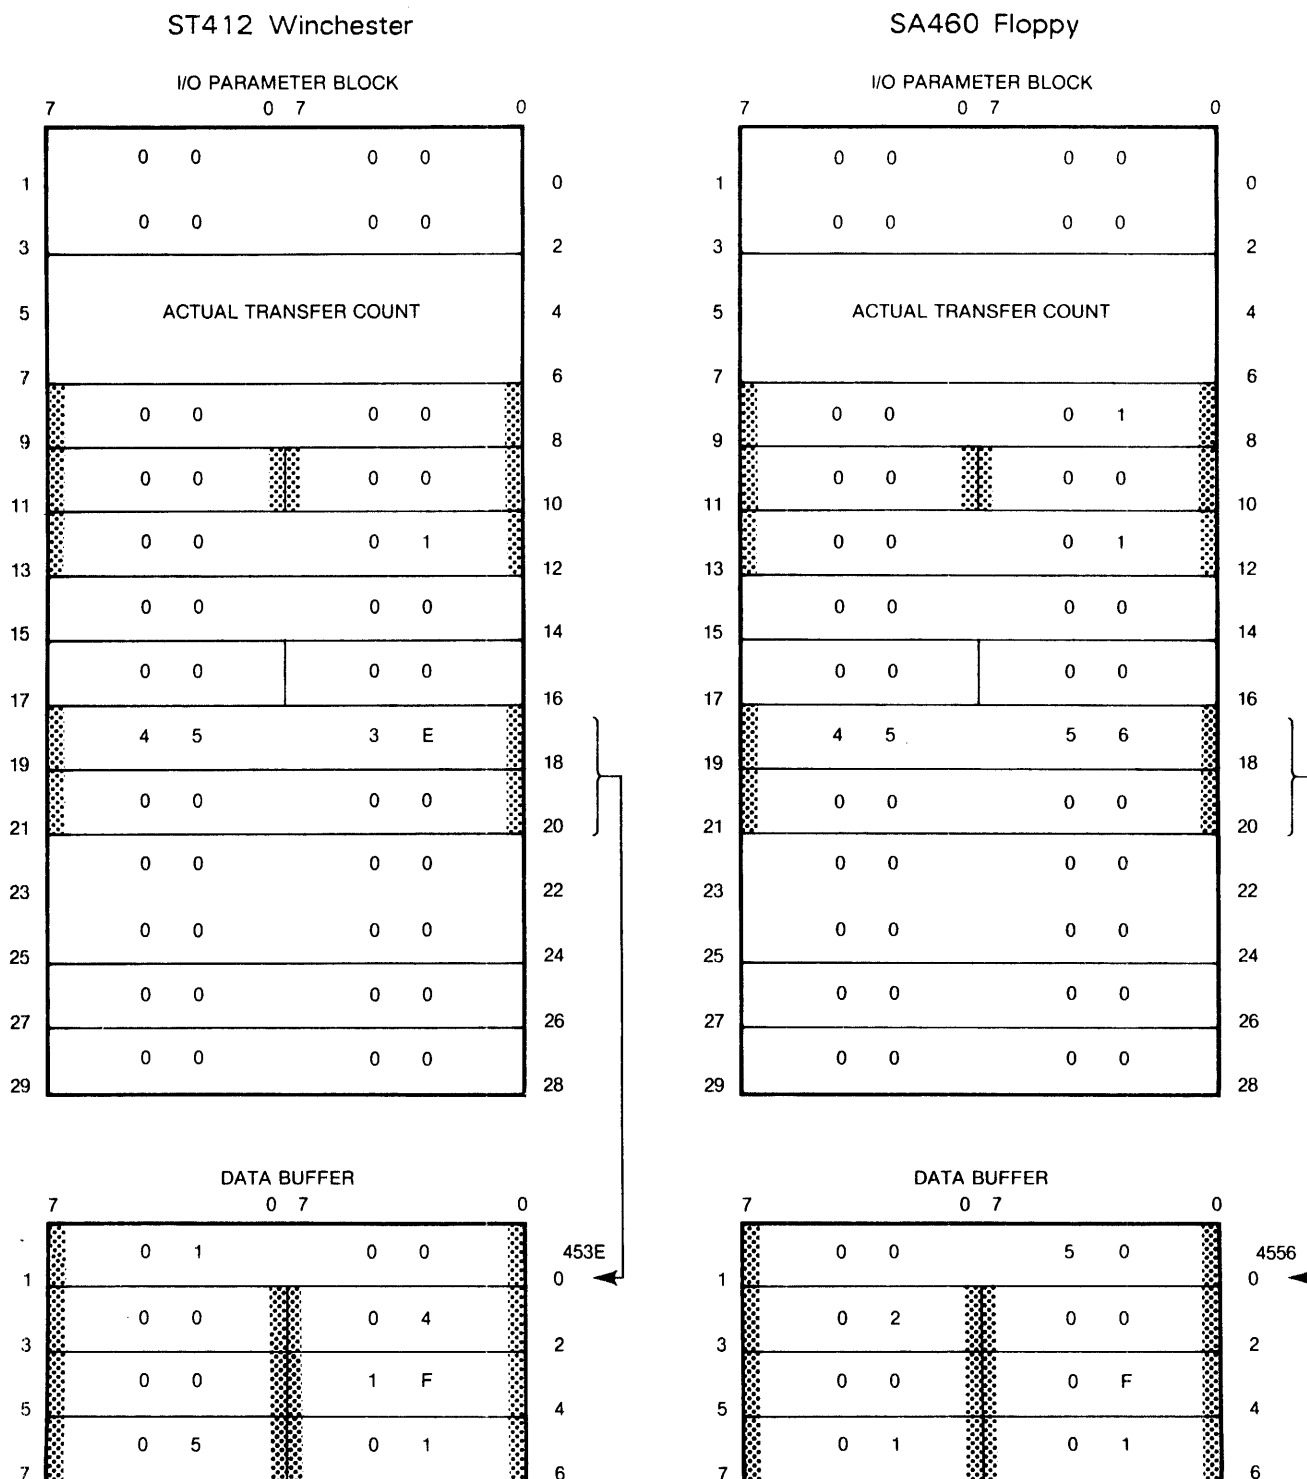 ST412 Winchester
I/O PARAMETER BLOCK
7 0 7 0
0 0 0 0
1 0
0 0 0 0
3 2
5 ACTUAL TRANSFER COUNT 4
7 6
0 0 0 0
9 8
0 0 0 0
11 10
0 0 0 1
13 12
0 0 0 0
15 14
0 0 0 0
17 16
4 5 3 E
19 18
0 0 0 0
21 20
0 0 0 0
23 22
0 0 0 0
25 24
0 0 0 0
27 26
0 0 0 0
29 28
DATA BUFFER
7 0 7 0
0 1 0 0 453E
1 0
0 0 0 4
3 2
0 0 1 F
5 4
0 5 0 1
7 6
SA460 Floppy
I/O PARAMETER BLOCK
7 0 7 0
0 0 0 0
1 0
0 0 0 0
3 2
5 ACTUAL TRANSFER COUNT 4
7 6
0 0 0 1
9 8
0 0 0 0
11 10
0 0 0 1
13 12
0 0 0 0
15 14
0 0 0 0
17 16
4 5 5 6
19 18
0 0 0 0
21 20
0 0 0 0
23 22
0 0 0 0
25 24
0 0 0 0
27 26
0 0 0 0
29 28
DATA BUFFER
7 0 7 0
0 0 5 0 4556
1 0
0 2 0 0
3 2
0 0 0 F
5 4
0 1 0 1
7 6